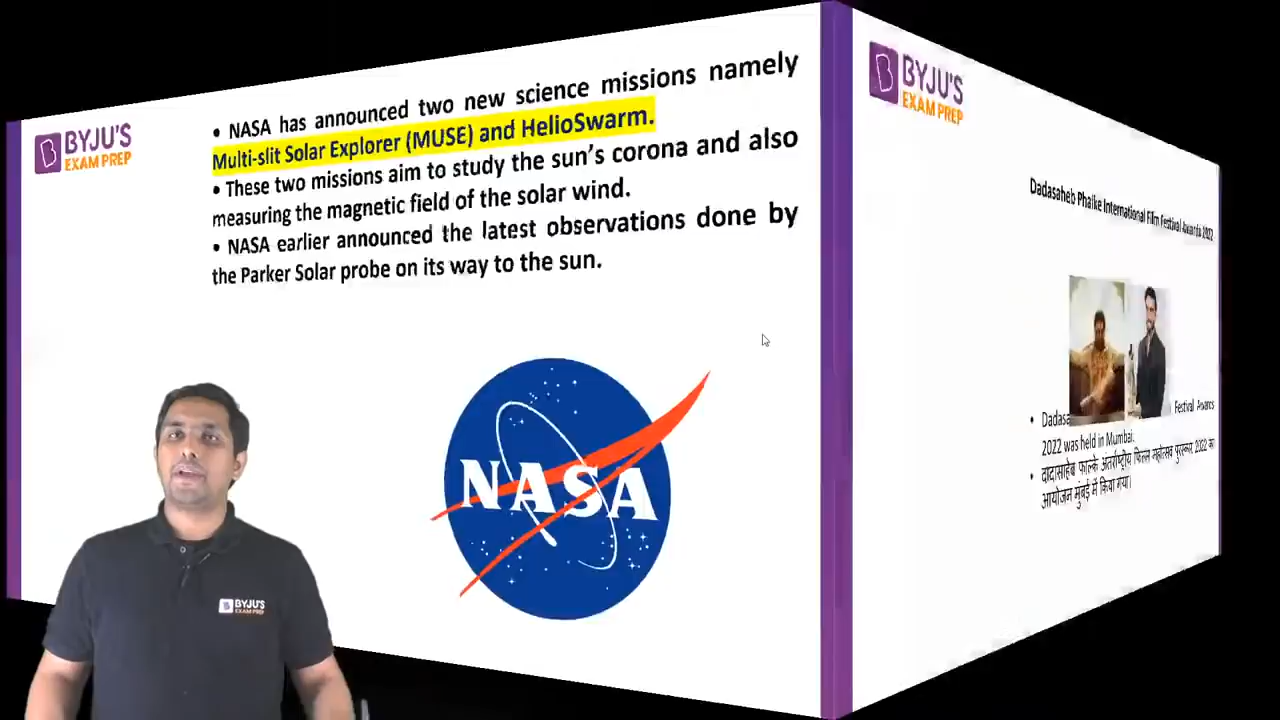 BYJU'S
EXAM PREP
• NASA has announced two new science missions namely
Multi-slit Solar Explorer (MUSE) and HelioSwarm.
• These two missions aim to study the sun's corona and also
measuring the magnetic field of the solar wind.
• NASA earlier announced the latest observations done by
the Parker Solar probe on its way to the sun.
NASA
BYJU'S
EXAM PREP
BYJU'S
EXAM PREP
Dadasaheb Phalke International Film Festival Awards 2022
• Dadasa Festival Awards
2022 was held in Mumbai.
• दादासाहेब फाल्के अंतर्राष्ट्रीय फिल्म महोत्सव पुरस्कार 2022 का
आयोजन मुंबई में किया गया।